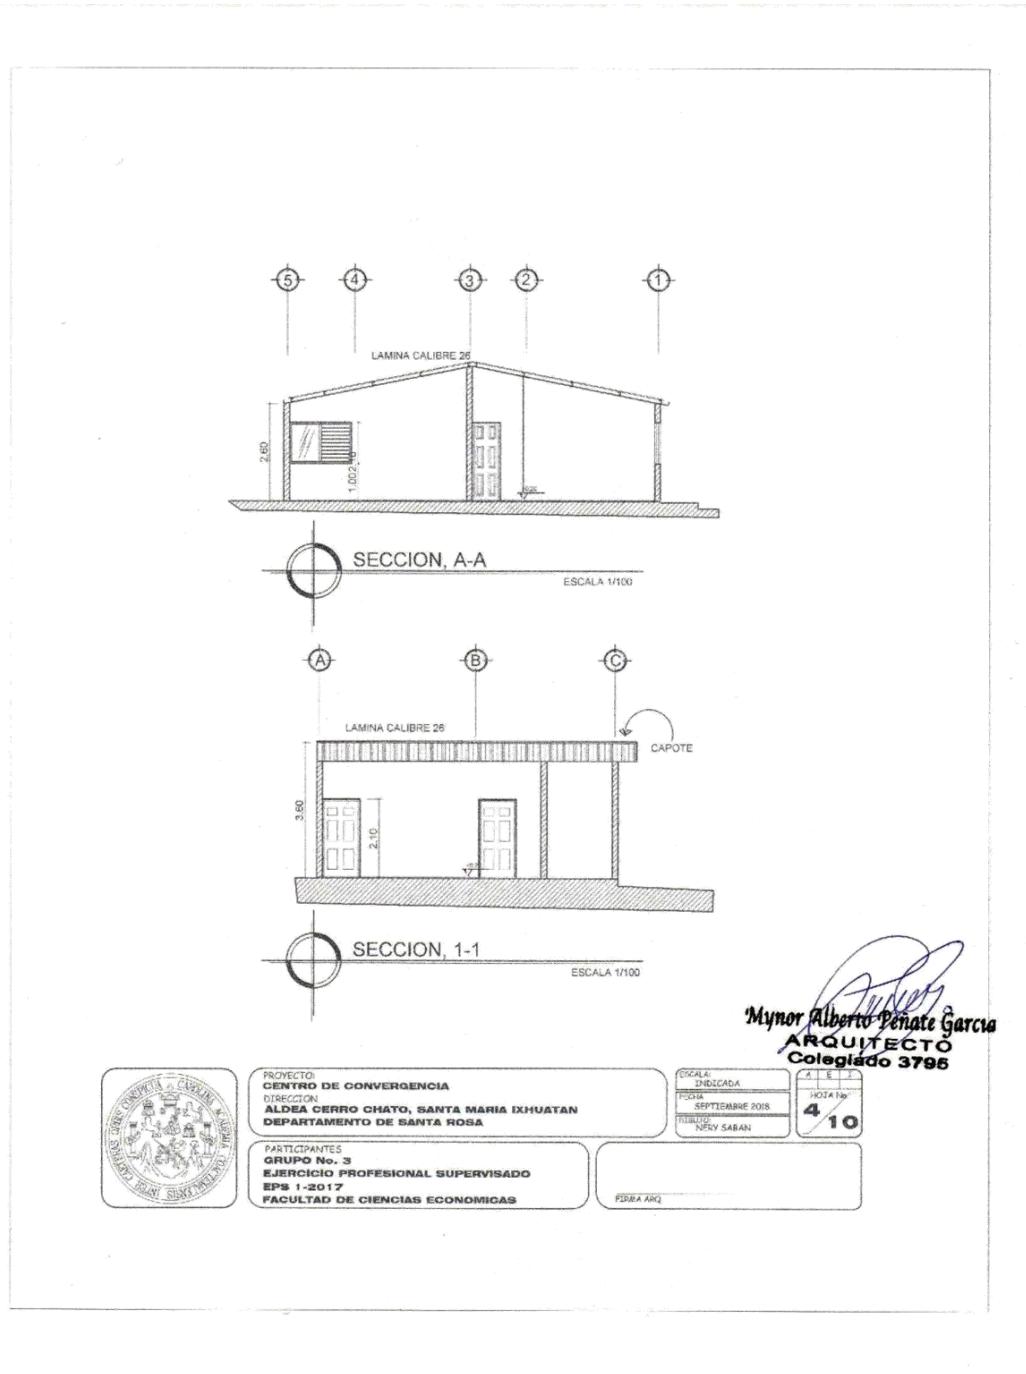 5 4 3 2 1
LAMINA CALIBRE 26
2.60
1.00
2.10
SECCION, A-A
ESCALA 1/100
A B C
LAMINA CALIBRE 26
CAPOTE
3.60
2.10
SECCION, 1-1
ESCALA 1/100
Mynor Alberto Peñate Garcia
ARQUITECTO
Colegiado 3795
PROYECTO:
CENTRO DE CONVERGENCIA
DIRECCION
ALDEA CERRO CHATO, SANTA MARIA IXHUATAN
DEPARTAMENTO DE SANTA ROSA
ESCALA:
INDICADA
FECHA
SEPTIEMBRE 2018
DIBUJO:
NERY SABAN
A E I
HOJA No
4
10
PARTICIPANTES
GRUPO No. 3
EJERCICIO PROFESIONAL SUPERVISADO
EPS 1-2017
FACULTAD DE CIENCIAS ECONOMICAS
FIRMA ARQ